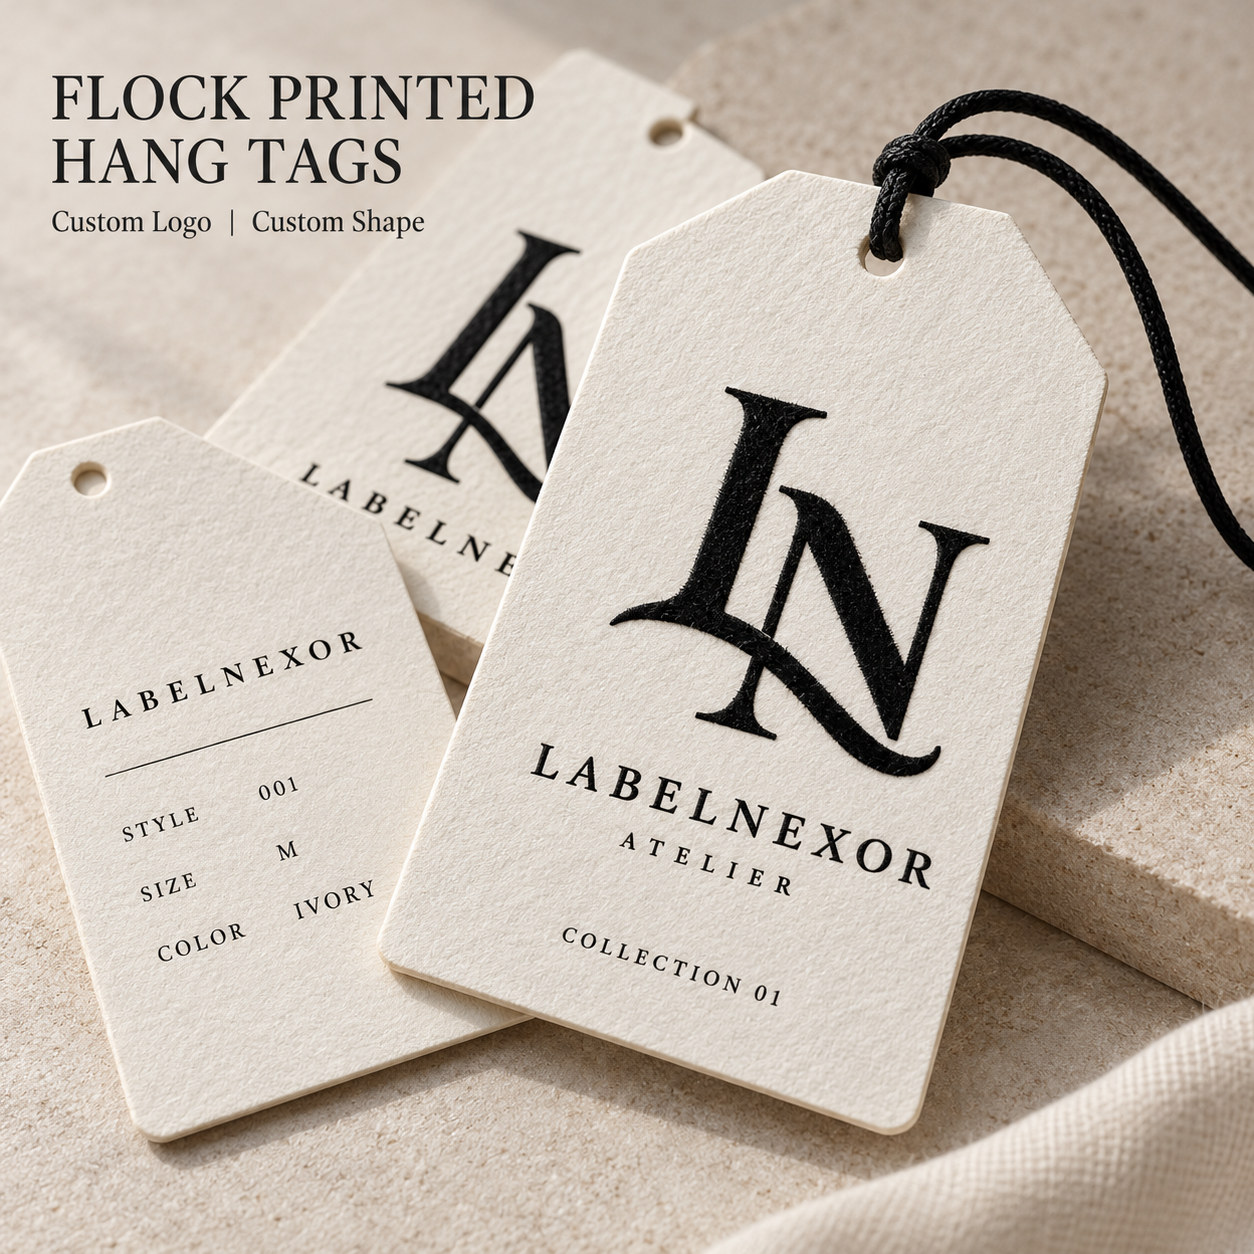 FLOCK PRINTED
HANG TAGS
Custom Logo | Custom Shape
LN
LABELNE
LN
LABELNEXOR
ATELIER
COLLECTION 01
LABELNEXOR
STYLE 001
SIZE M
COLOR IVORY